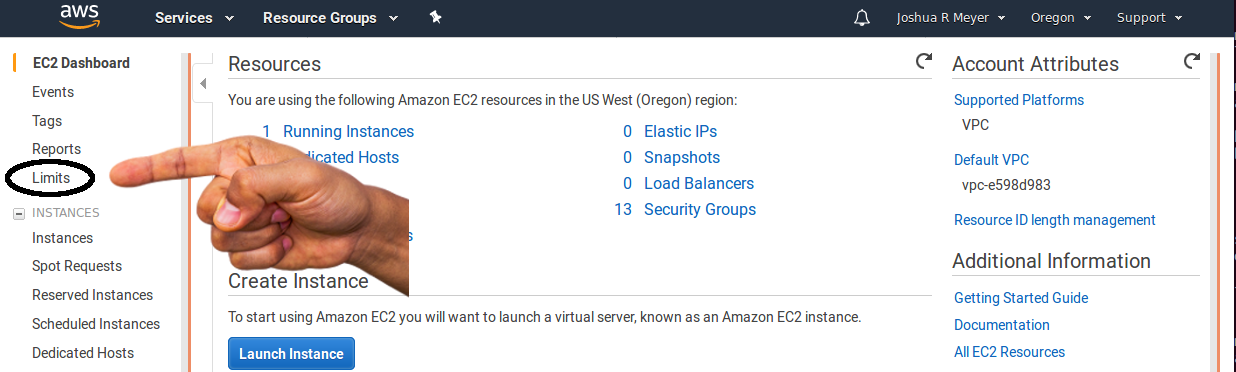 aws Services Resource Groups Joshua R Meyer Oregon Support
EC2 Dashboard
Events
Tags
Reports
Limits
INSTANCES
Instances
Spot Requests
Reserved Instances
Scheduled Instances
Dedicated Hosts
Resources
You are using the following Amazon EC2 resources in the US West (Oregon) region:
1 Running Instances
Hosts
0 Elastic IPs
0 Snapshots
0 Load Balancers
13 Security Groups
Create Instance
To start using Amazon EC2 you will want to launch a virtual server, known as an Amazon EC2 instance.
Launch Instance
Account Attributes
Supported Platforms
VPC
Default VPC
vpc-e598d983
Resource ID length management
Additional Information
Getting Started Guide
Documentation
All EC2 Resources